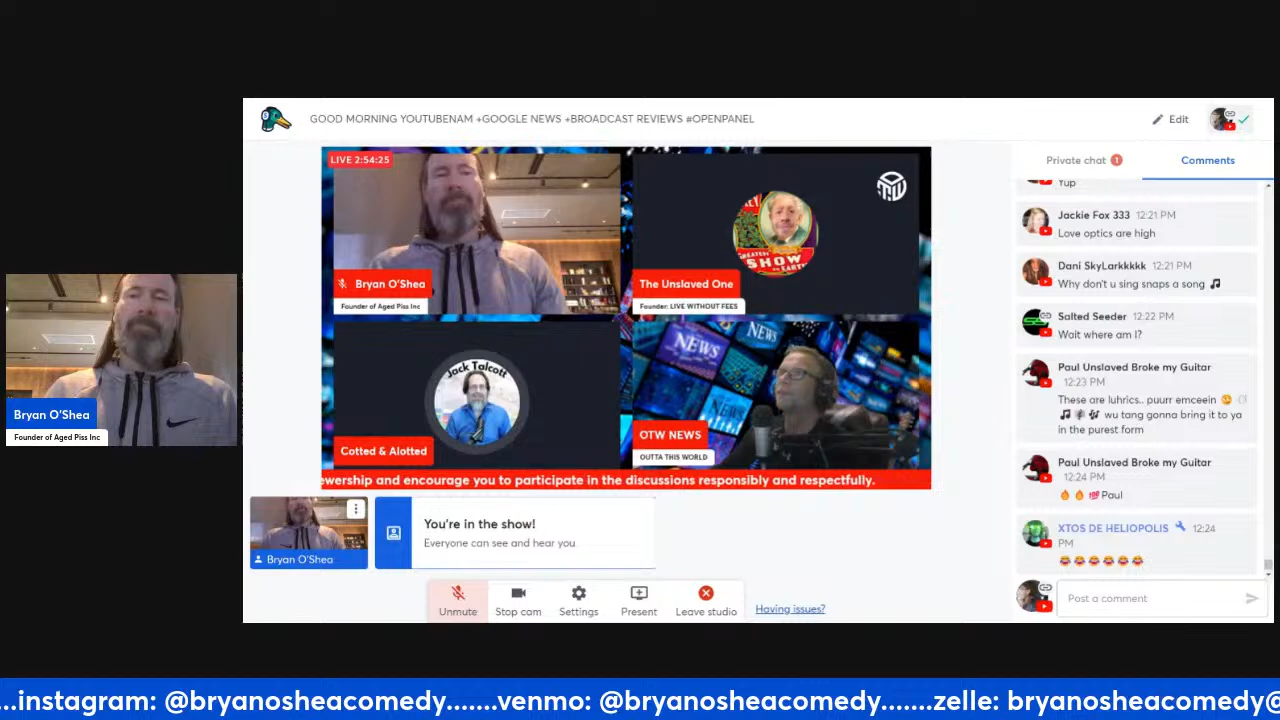 GOOD MORNING YOUTUBENAM +GOOGLE NEWS +BROADCAST REVIEWS #OPENPANEL
Edit
LIVE 2:54:25
Bryan O'Shea
Founder of Aged Piss Inc
The Unslaved One
Founder: LIVE WITHOUT FEES
GREATEST
SHOW
ON EARTH
TW
Jack Talcott
Cotted & Alotted
NEWS
NEWS
NEWS
OTW NEWS
OUTTA THIS WORLD
ewership and encourage you to participate in the discussions responsibly and respectfully.
Bryan O'Shea
Founder of Aged Piss Inc
Bryan O'Shea
You're in the show!
Everyone can see and hear you.
Unmute
Stop cam
Settings
Present
Leave studio
Having issues?
Private chat 1
Comments
Yup
Jackie Fox 333 12:21 PM
Love optics are high
Dani SkyLarkkkkk 12:21 PM
Why don't u sing snaps a song 🎵
Salted Seeder 12:22 PM
Wait where am I?
Paul Unslaved Broke my Guitar
12:23 PM
These are luhrics.. puurr emceein
wu tang gonna bring it to ya
in the purest form
Paul Unslaved Broke my Guitar
12:24 PM
🔥 🔥 💯 Paul
XTOS DE HELIOPOLIS 12:24
PM
😂😂😂😂😂😂
Post a comment
...instagram: @bryanosheacomedy.......venmo: @bryanosheacomedy.......zelle: bryanosheacomedy@